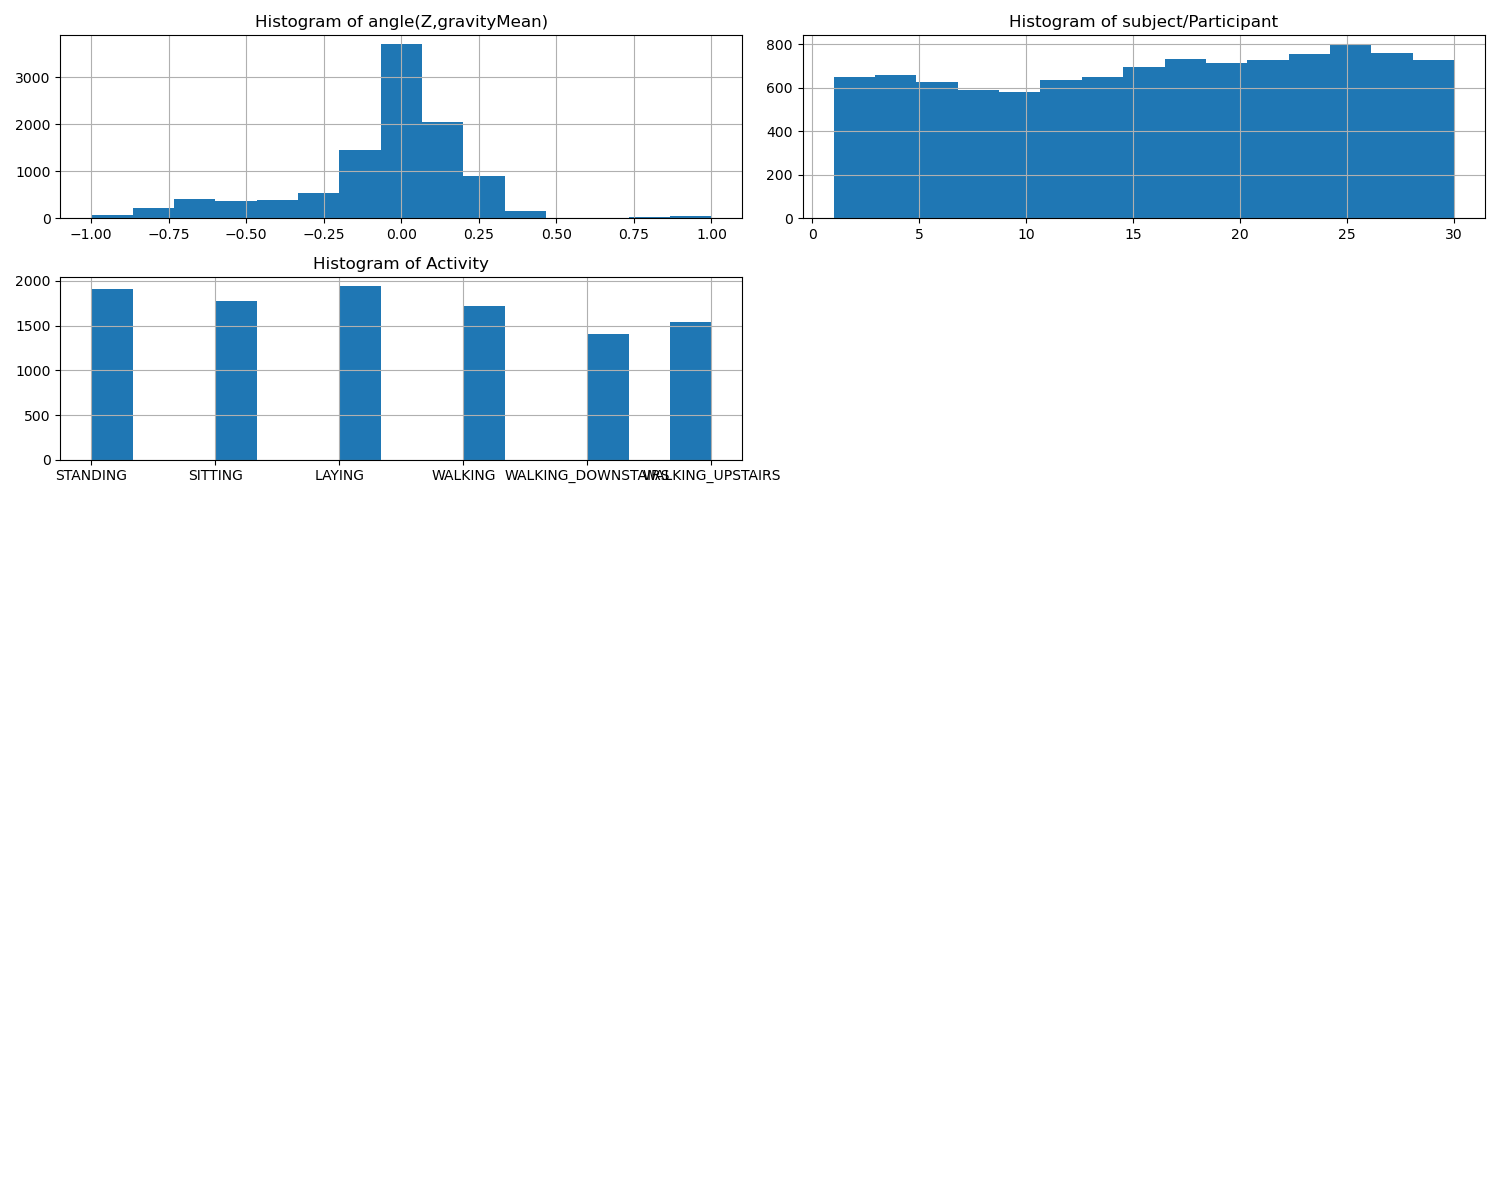 Histogram of angle(Z,gravityMean)
3000
2000
1000
0
−1.00 −0.75 −0.50 −0.25 0.00 0.25 0.50 0.75 1.00
Histogram of subject/Participant
800
600
400
200
0
0 5 10 15 20 25 30
Histogram of Activity
2000
1500
1000
500
0
STANDING SITTING LAYING WALKING WALKING_DOWNSTAIRS WALKING_UPSTAIRS